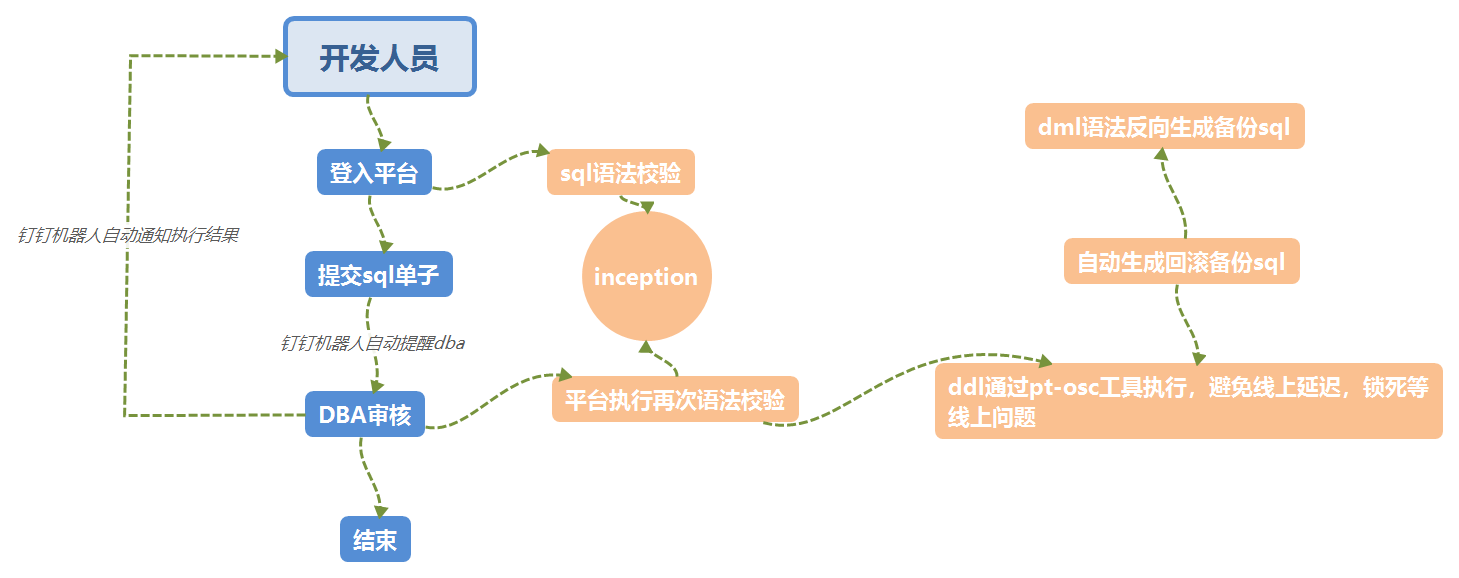 开发人员
dml语法反向生成备份sql
登入平台
sql语法校验
钉钉机器人自动通知执行结果
提交sql单子
inception
自动生成回滚备份sql
钉钉机器人自动提醒dba
DBA审核
平台执行再次语法校验
ddl通过pt-osc工具执行，避免线上延迟，锁死等
线上问题
结束